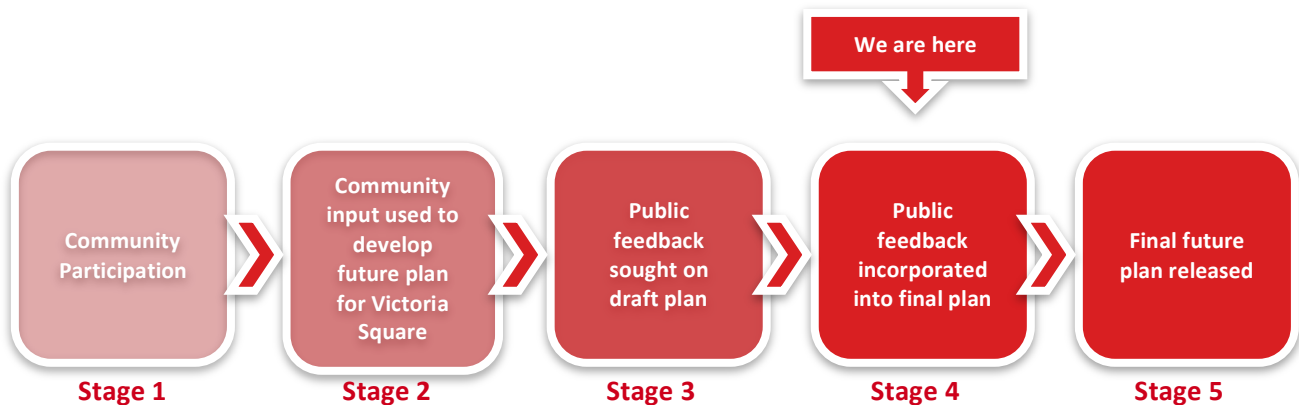 We are here
Community
Participation
Community
input used to
develop
future plan
for Victoria
Square
Public
feedback
sought on
draft plan
Public
feedback
incorporated
into final plan
Final future
plan released
Stage 1
Stage 2
Stage 3
Stage 4
Stage 5